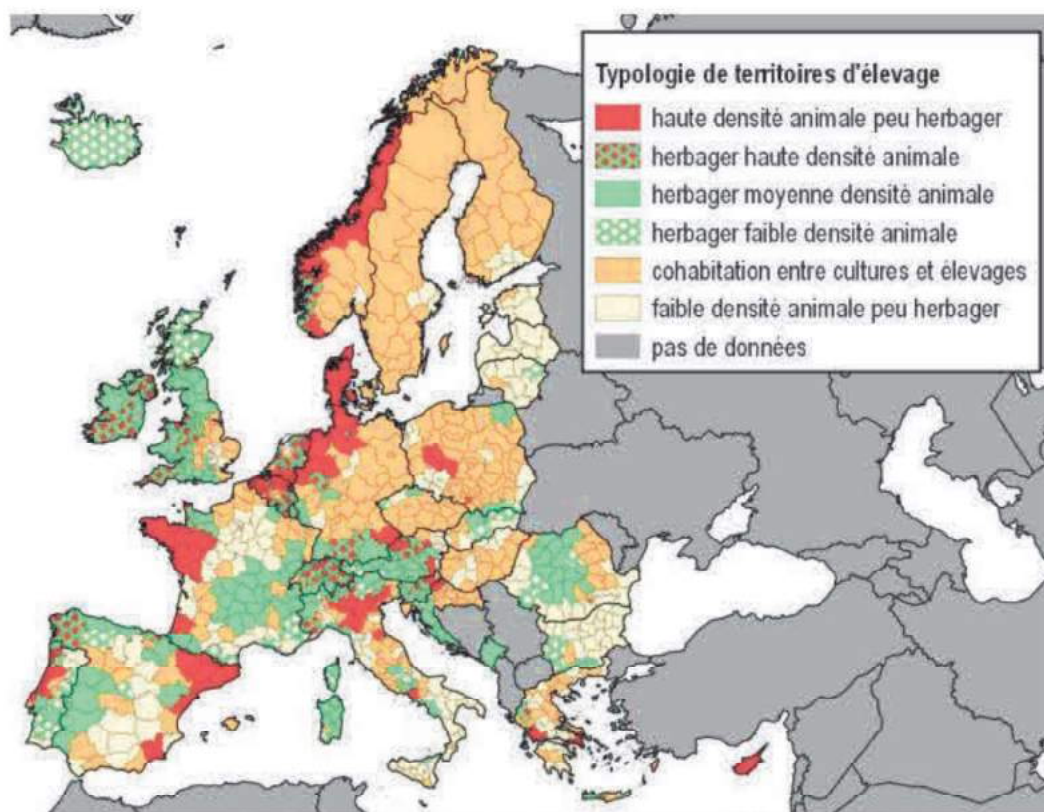 Typologie de territoires d'élevage
haute densité animale peu herbager
herbager haute densité animale
herbager moyenne densité animale
herbager faible densité animale
cohabitation entre cultures et élevages
faible densité animale peu herbager
pas de données